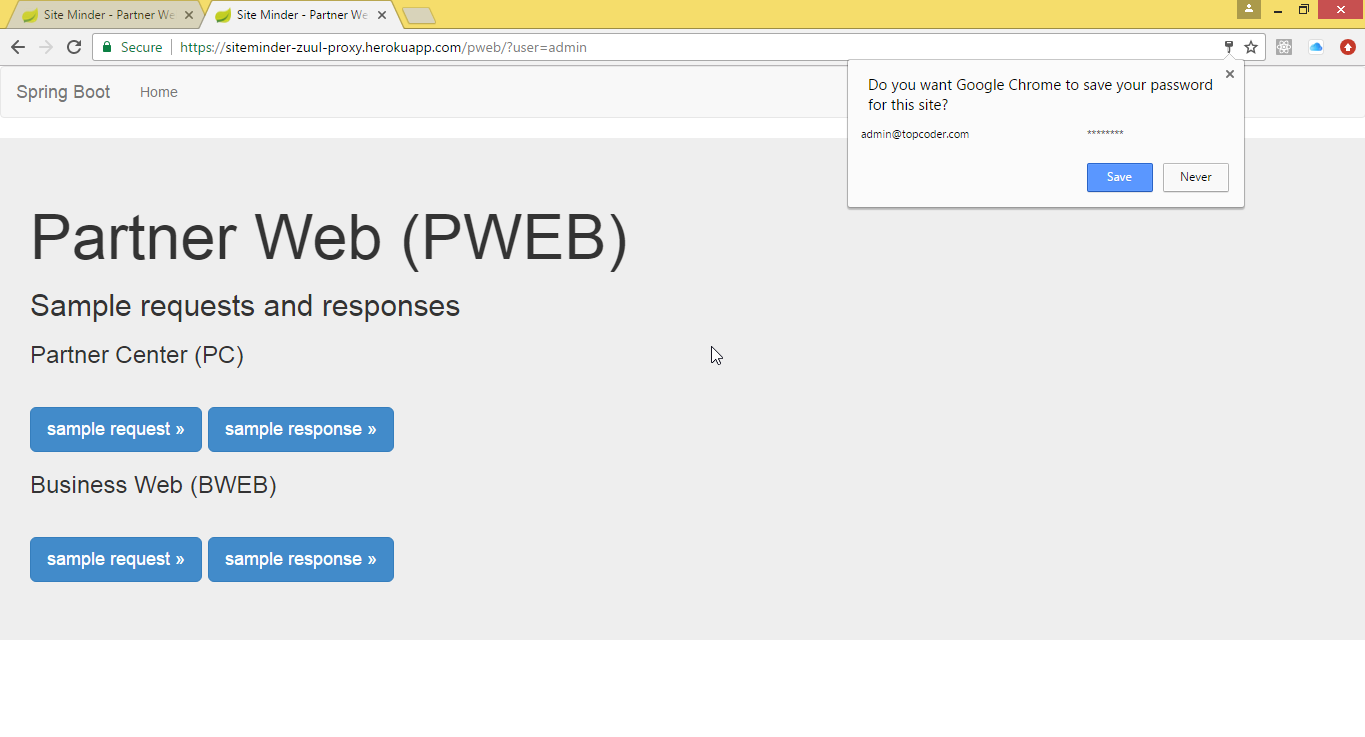 Site Minder - Partner We
Site Minder - Partner We
Secure
https://siteminder-zuul-proxy.herokuapp.com/pweb/?user=admin
Spring Boot
Home
Do you want Google Chrome to save your password
for this site?
admin@topcoder.com ********
Save Never
Partner Web (PWEB)
Sample requests and responses
Partner Center (PC)
sample request » sample response »
Business Web (BWEB)
sample request » sample response »